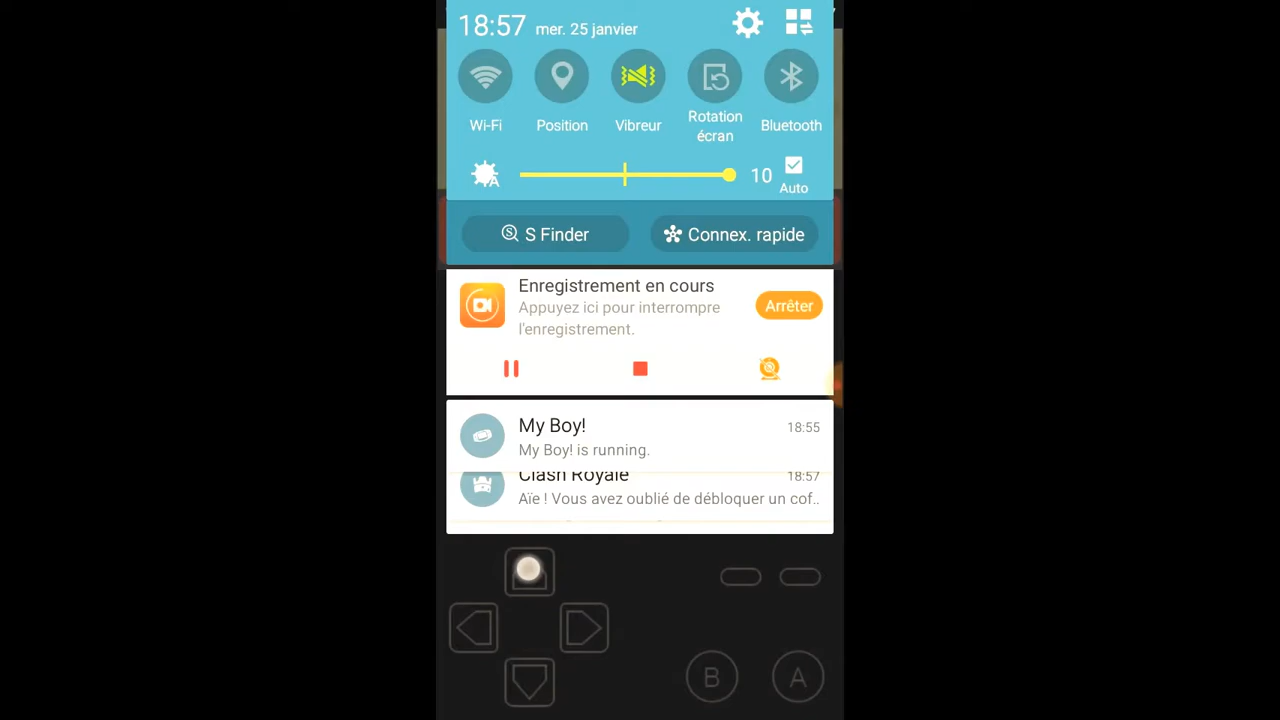 18:57 mer. 25 janvier
Wi-Fi
Position
Vibreur
Rotation
écran
Bluetooth
10
Auto
S Finder
Connex. rapide
Enregistrement en cours
Appuyez ici pour interrompre
l'enregistrement.
Arrêter
My Boy! 18:55
My Boy! is running.
Clash Royale 18:57
Aïe ! Vous avez oublié de débloquer un cof..
B
A